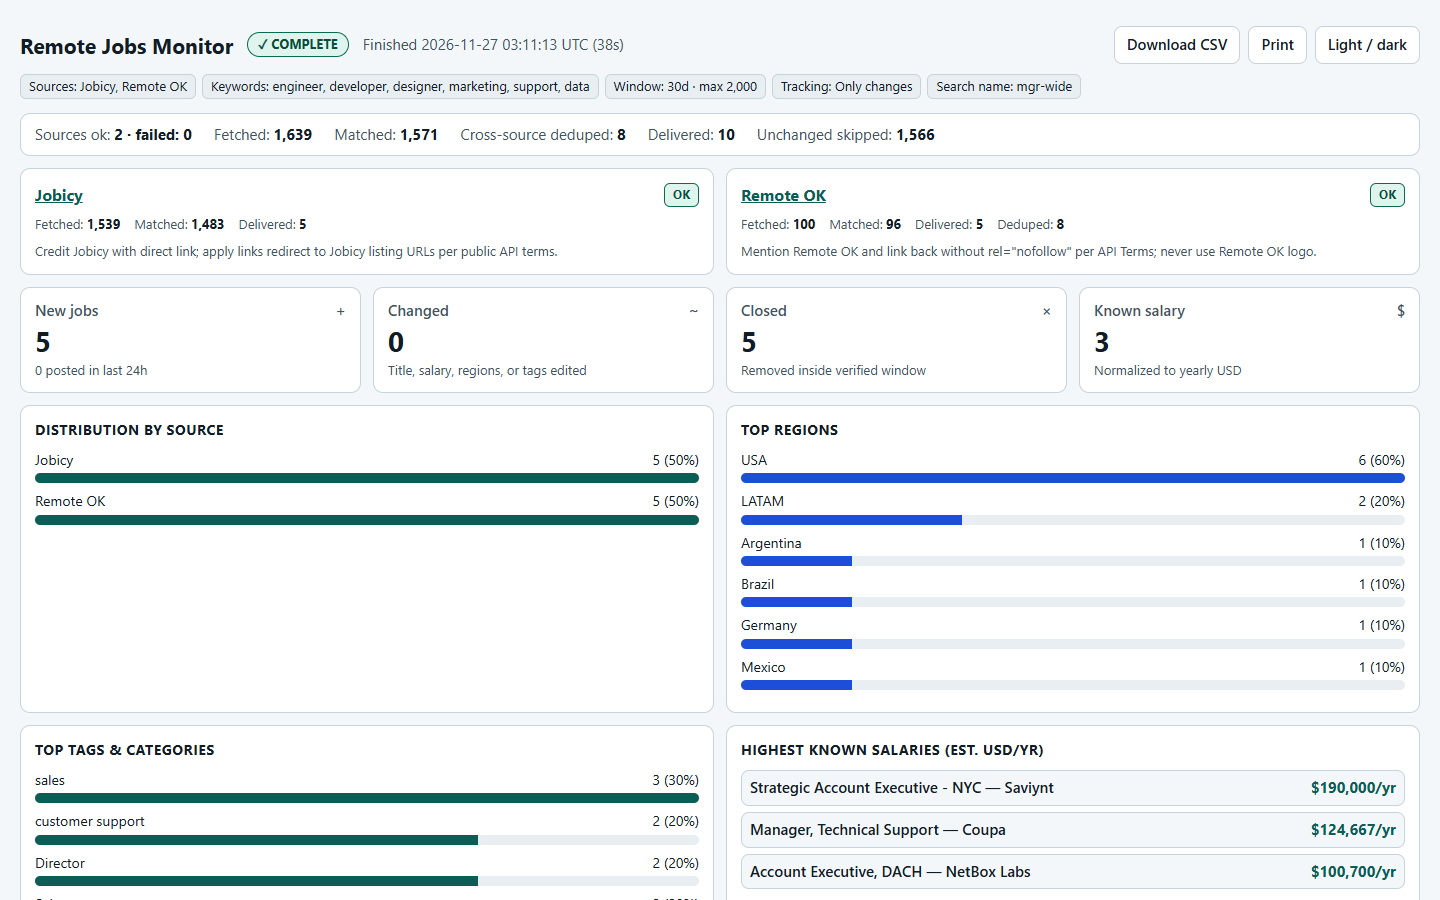 Remote Jobs Monitor ✓ COMPLETE Finished 2026-11-27 03:11:13 UTC (38s) Download CSV Print Light / dark
Sources: Jobicy, Remote OK Keywords: engineer, developer, designer, marketing, support, data Window: 30d · max 2,000 Tracking: Only changes Search name: mgr-wide
Sources ok: 2 · failed: 0 Fetched: 1,639 Matched: 1,571 Cross-source deduped: 8 Delivered: 10 Unchanged skipped: 1,566
Jobicy OK
Fetched: 1,539 Matched: 1,483 Delivered: 5
Credit Jobicy with direct link; apply links redirect to Jobicy listing URLs per public API terms.
Remote OK OK
Fetched: 100 Matched: 96 Delivered: 5 Deduped: 8
Mention Remote OK and link back without rel="nofollow" per API Terms; never use Remote OK logo.
New jobs +
5
0 posted in last 24h
Changed ~
0
Title, salary, regions, or tags edited
Closed ×
5
Removed inside verified window
Known salary $
3
Normalized to yearly USD
DISTRIBUTION BY SOURCE
Jobicy 5 (50%)
Remote OK 5 (50%)
TOP REGIONS
USA 6 (60%)
LATAM 2 (20%)
Argentina 1 (10%)
Brazil 1 (10%)
Germany 1 (10%)
Mexico 1 (10%)
TOP TAGS & CATEGORIES
sales 3 (30%)
customer support 2 (20%)
Director 2 (20%)
HIGHEST KNOWN SALARIES (EST. USD/YR)
Strategic Account Executive - NYC — Saviynt $190,000/yr
Manager, Technical Support — Coupa $124,667/yr
Account Executive, DACH — NetBox Labs $100,700/yr